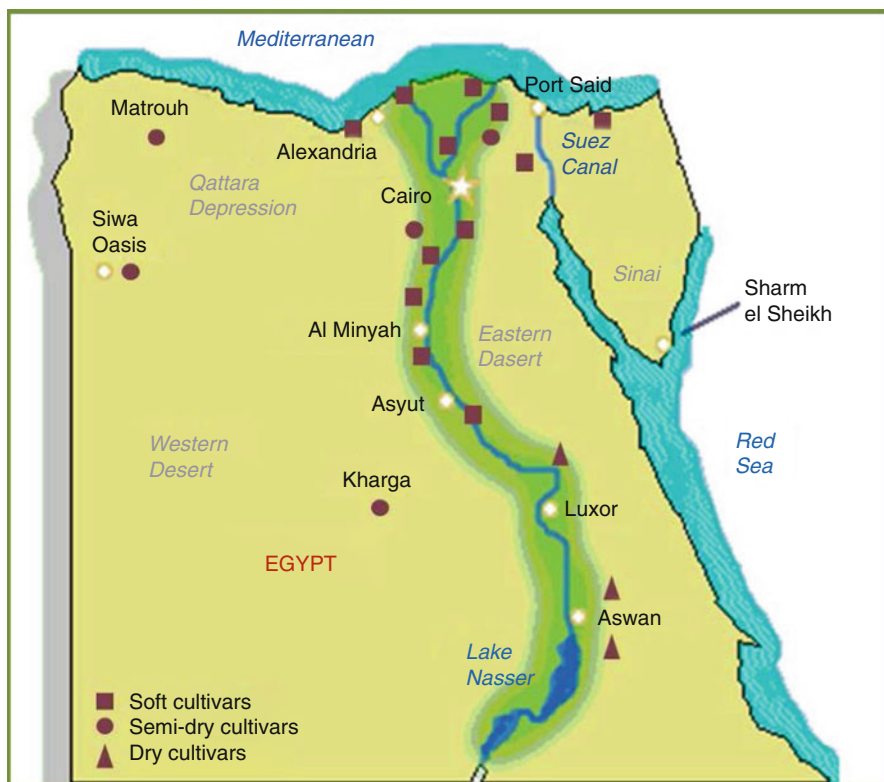 Mediterranean
Port Said
Matrouh
Suez
Canal
Alexandria
Qattara
Depression
Cairo
Siwa
Oasis
Sinai
Sharm
el Sheikh
Al Minyah
Eastern
Dasert
Asyut
Western
Desert
Red
Sea
Kharga
Luxor
EGYPT
Aswan
Lake
Nasser
Soft cultivars
Semi-dry cultivars
Dry cultivars